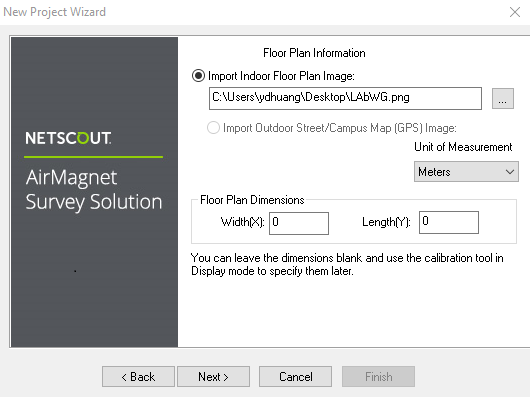 New Project Wizard
Floor Plan Information
Import Indoor Floor Plan Image:
C:\Users\ydhuang\Desktop\LAbWG.png
...
Import Outdoor Street/Campus Map (GPS) Image:
Unit of Measurement
Meters
NETSCOUT.
AirMagnet
Survey Solution
Floor Plan Dimensions
Width(X): 0 Length(Y): 0
You can leave the dimensions blank and use the calibration tool in
Display mode to specify them later.
< Back Next > Cancel Finish